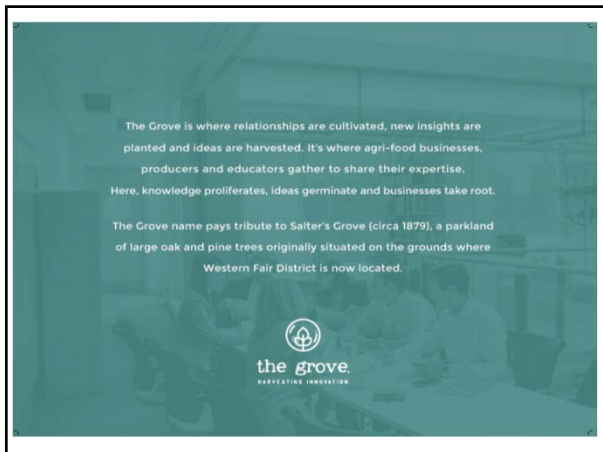 The Grove is where relationships are cultivated, new insights are
planted and ideas are harvested. It's where agri-food businesses,
producers and educators gather to share their expertise.
Here, knowledge proliferates, ideas germinate and businesses take root.
The Grove name pays tribute to Salter's Grove (circa 1879), a parkland
of large oak and pine trees originally situated on the grounds where
Western Fair District is now located.
the grove.
HARVESTING INNOVATION